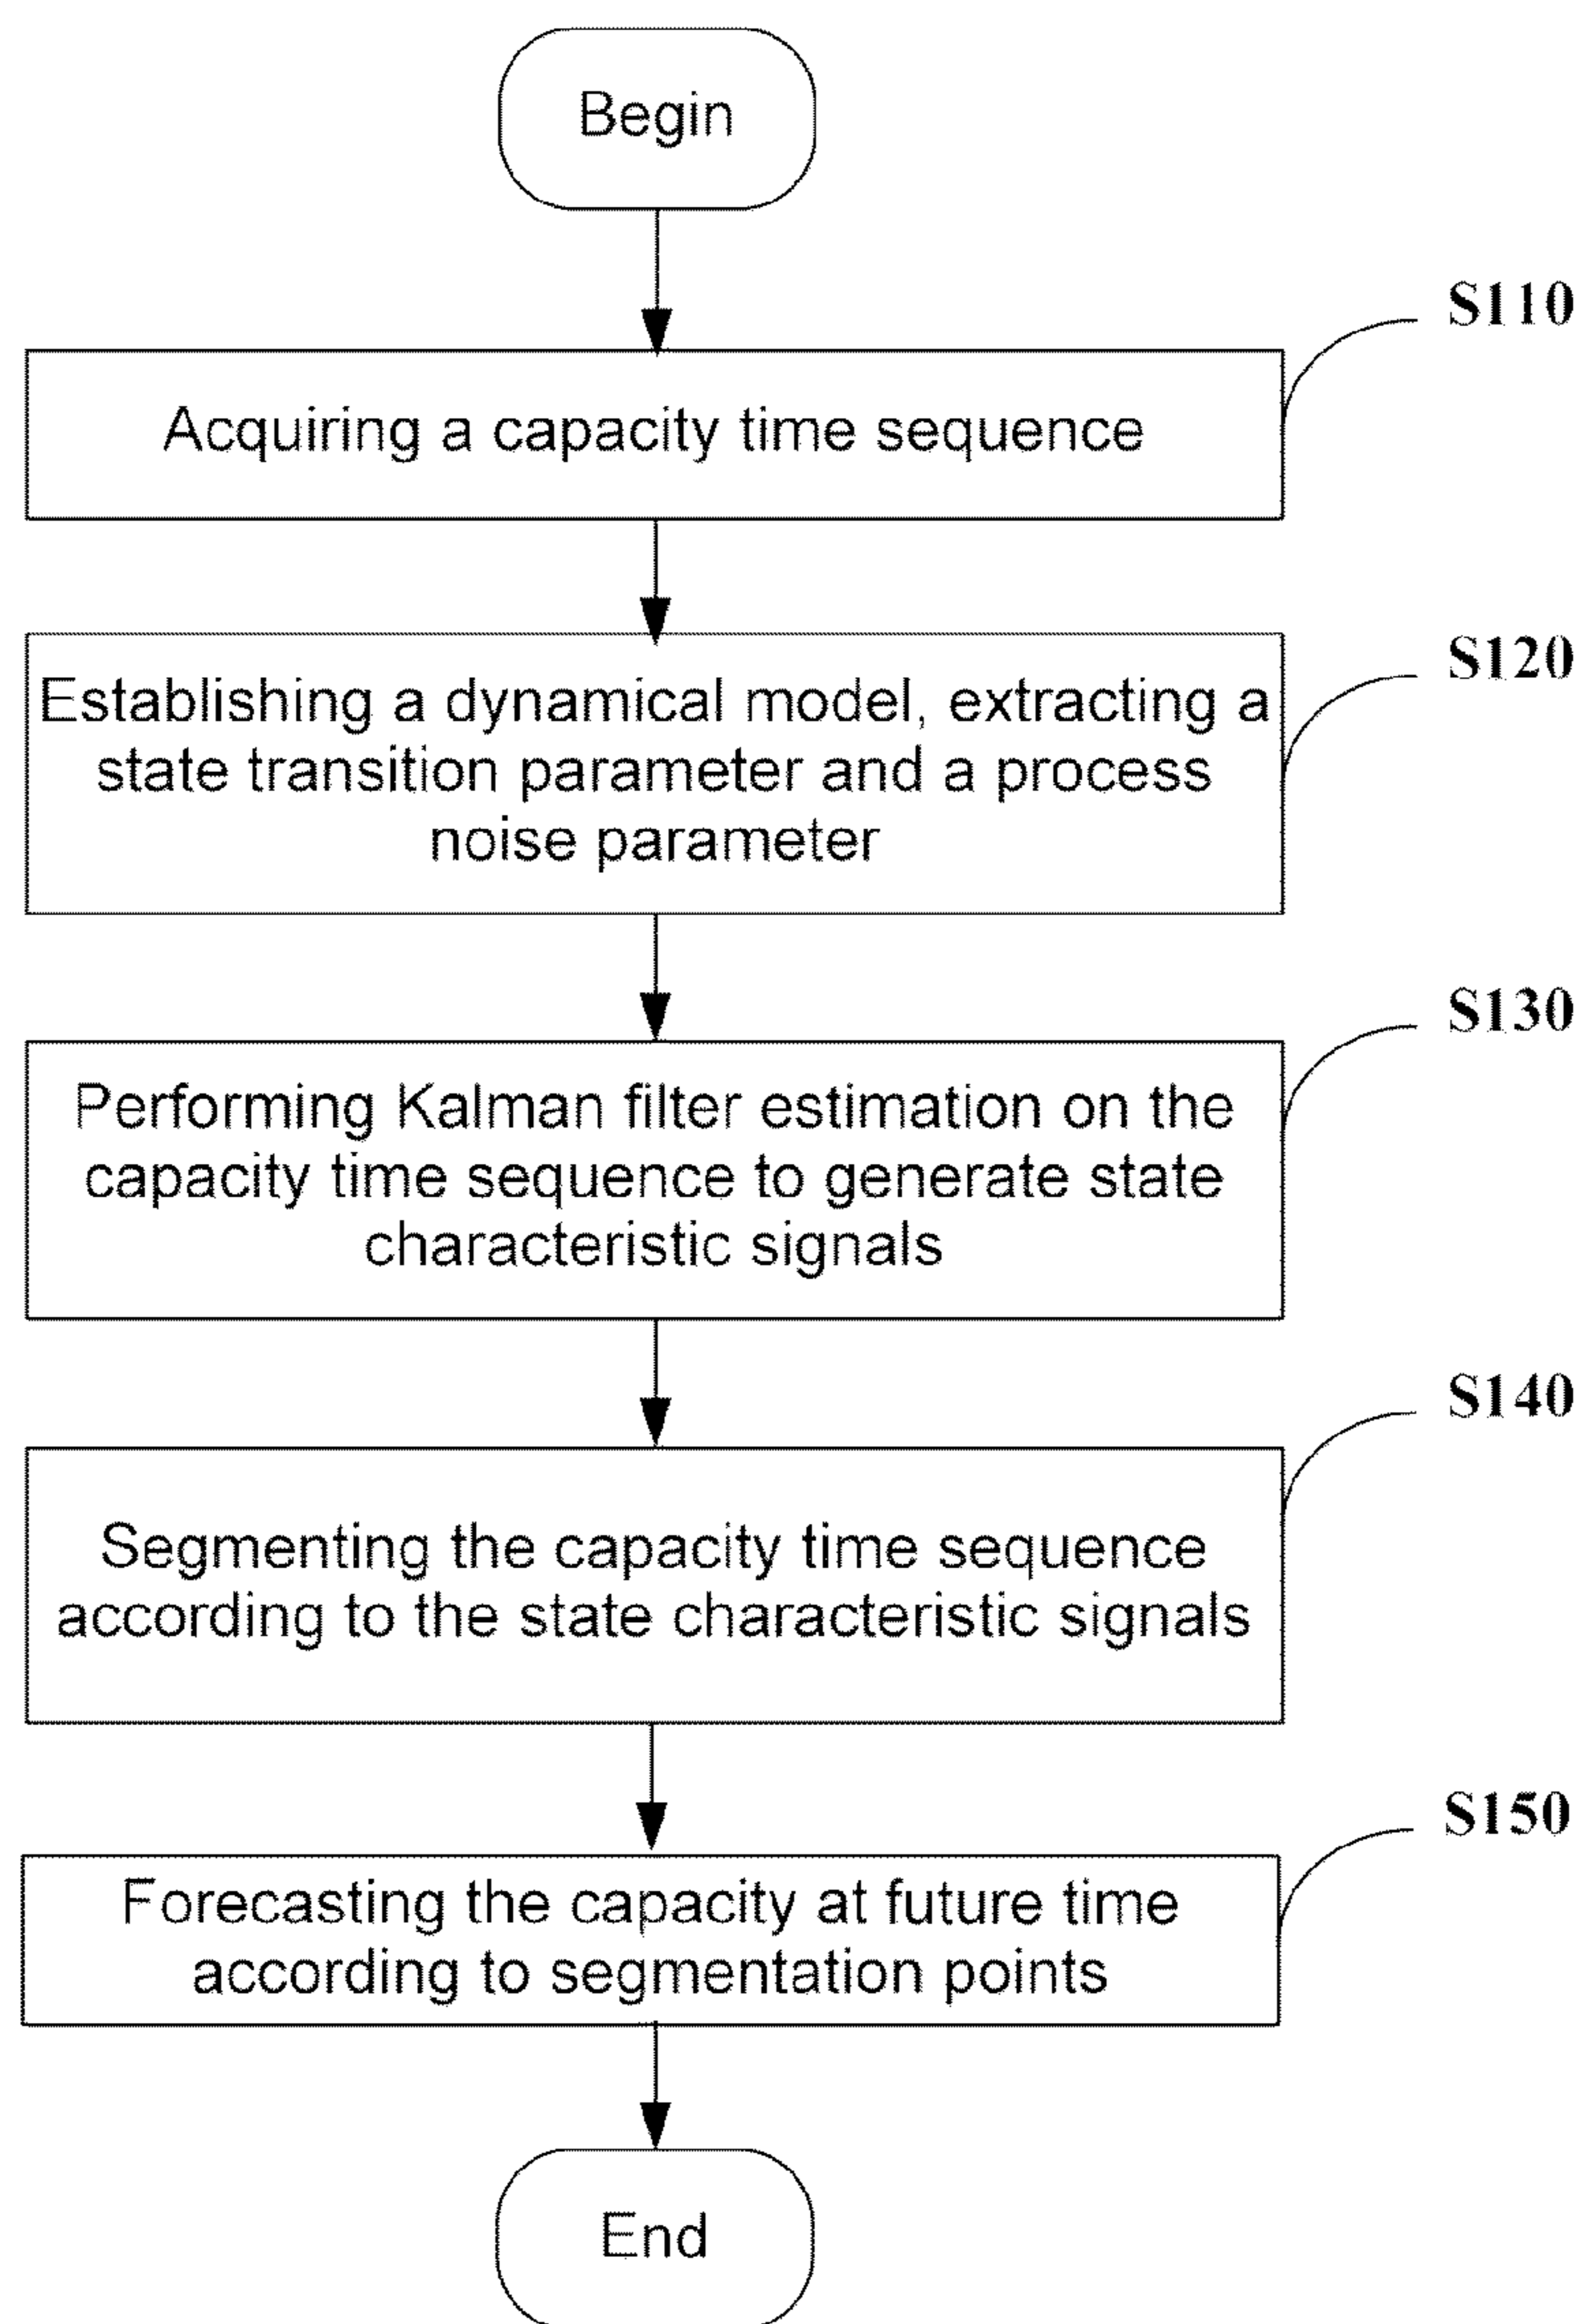 Begin
S110
Acquiring a capacity time sequence
S120
Establishing a dynamical model, extracting a
state transition parameter and a process
noise parameter
S130
Performing Kalman filter estimation on the
capacity time sequence to generate state
characteristic signals
S140
Segmenting the capacity time sequence
according to the state characteristic signals
S150
Forecasting the capacity at future time
according to segmentation points
End